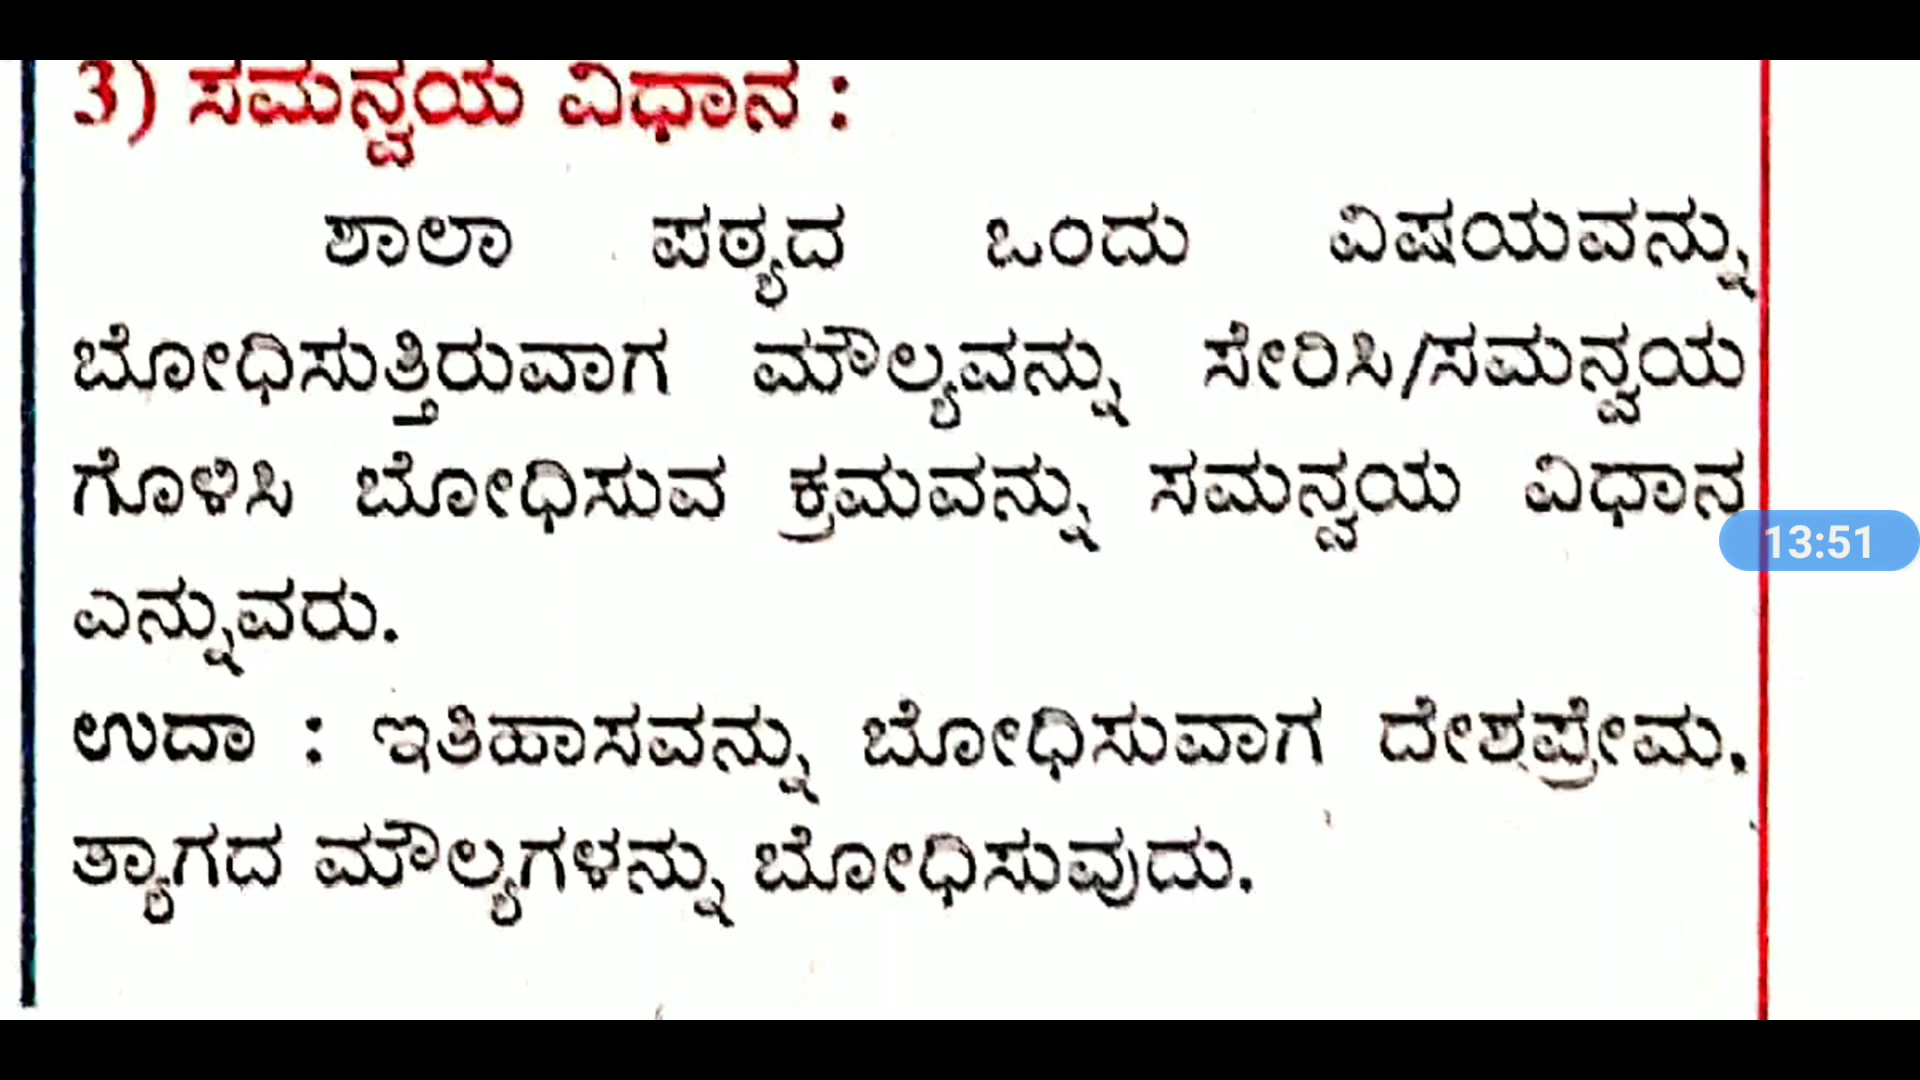 3) ಸಮನ್ವಯ ವಿಧಾನ :
ಶಾಲಾ ಪಠ್ಯದ ಒಂದು ವಿಷಯವನ್ನು
ಬೋಧಿಸುತ್ತಿರುವಾಗ ಮೌಲ್ಯವನ್ನು ಸೇರಿಸಿ/ಸಮನ್ವಯ
ಗೊಳಿಸಿ ಬೋಧಿಸುವ ಕ್ರಮವನ್ನು ಸಮನ್ವಯ ವಿಧಾನ
13:51
ಎನ್ನುವರು.
ಉದಾ : ಇತಿಹಾಸವನ್ನು ಬೋಧಿಸುವಾಗ ದೇಶಪ್ರೇಮ,
ತ್ಯಾಗದ ಮೌಲ್ಯಗಳನ್ನು ಬೋಧಿಸುವುದು.